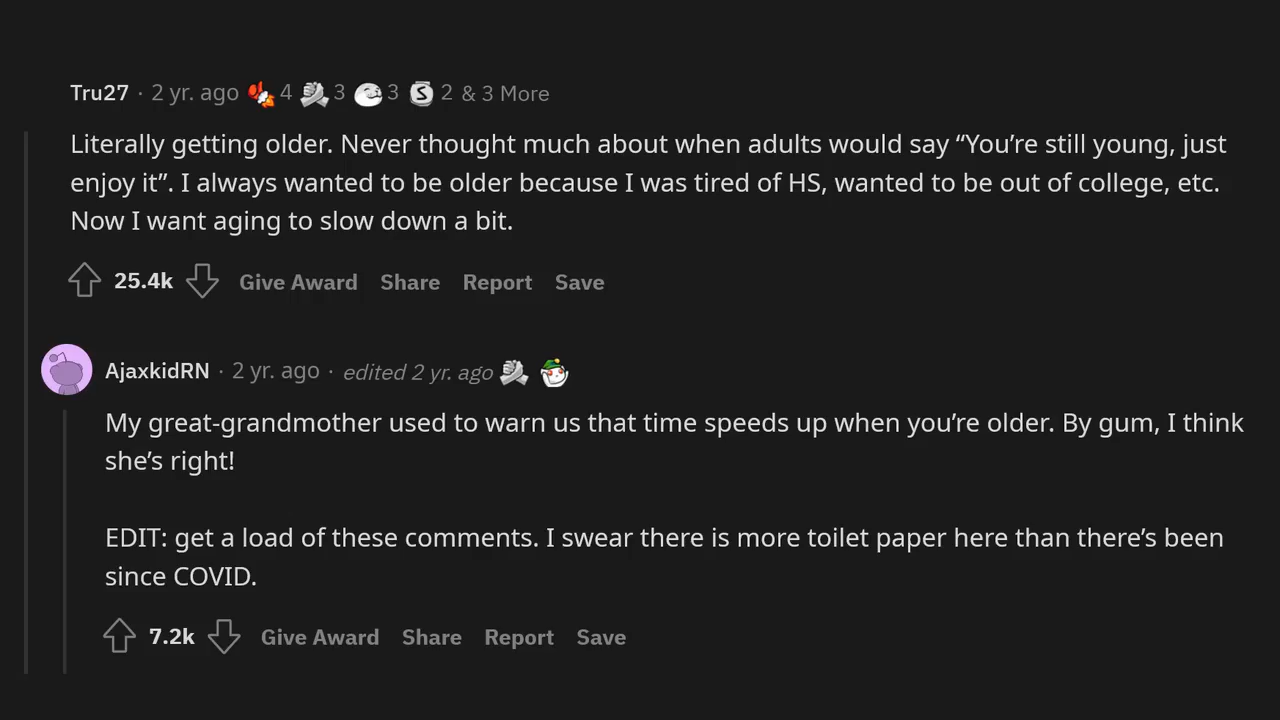 Tru27 · 2 yr. ago 4 3 3 2 & 3 More
Literally getting older. Never thought much about when adults would say “You’re still young, just
enjoy it”. I always wanted to be older because I was tired of HS, wanted to be out of college, etc.
Now I want aging to slow down a bit.
25.4k Give Award Share Report Save
AjaxkidRN · 2 yr. ago · edited 2 yr. ago
My great-grandmother used to warn us that time speeds up when you’re older. By gum, I think
she’s right!
EDIT: get a load of these comments. I swear there is more toilet paper here than there’s been
since COVID.
7.2k Give Award Share Report Save